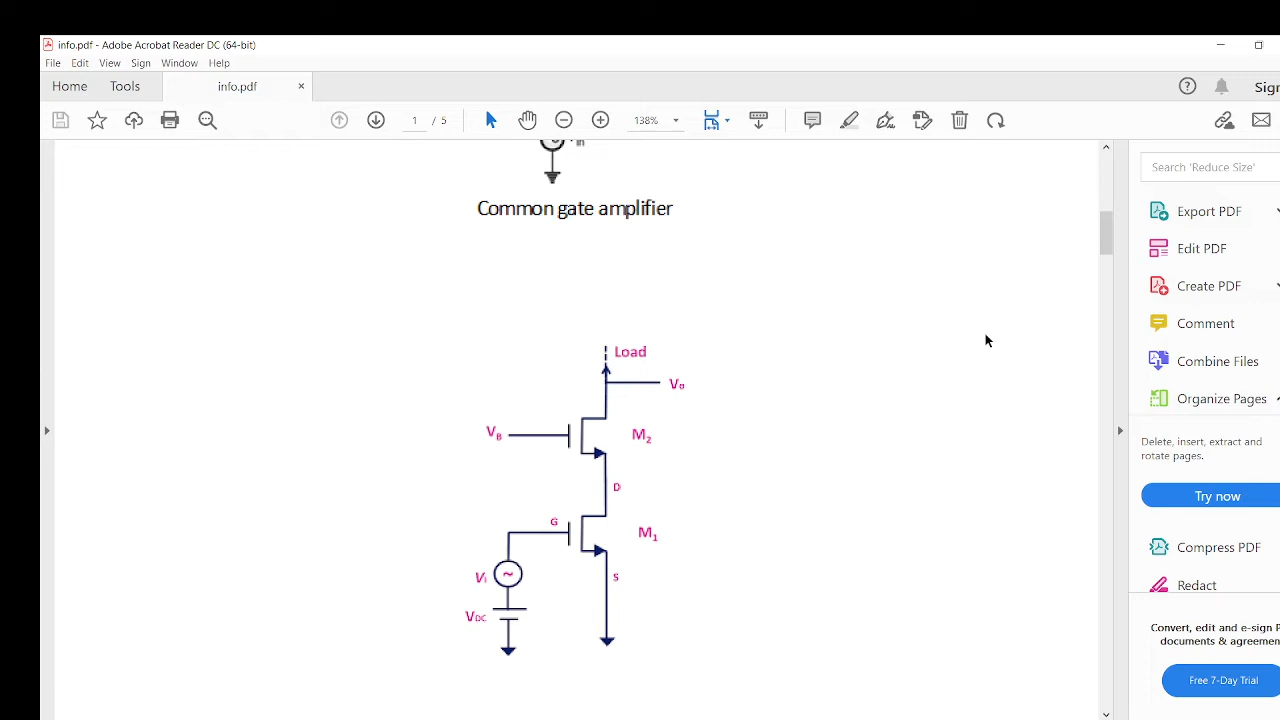 info.pdf - Adobe Acrobat Reader DC (64-bit)
File Edit View Sign Window Help
Home Tools info.pdf ×
1 / 5 138%
in
Common gate amplifier
Load
Vo
VB
M2
D
G
M1
Vi ~
S
VDC
Search 'Reduce Size'
Export PDF
Edit PDF
Create PDF
Comment
Combine Files
Organize Pages
Delete, insert, extract and
rotate pages.
Try now
Compress PDF
Redact
Convert, edit and e-sign P
documents & agreemen
Free 7-Day Trial